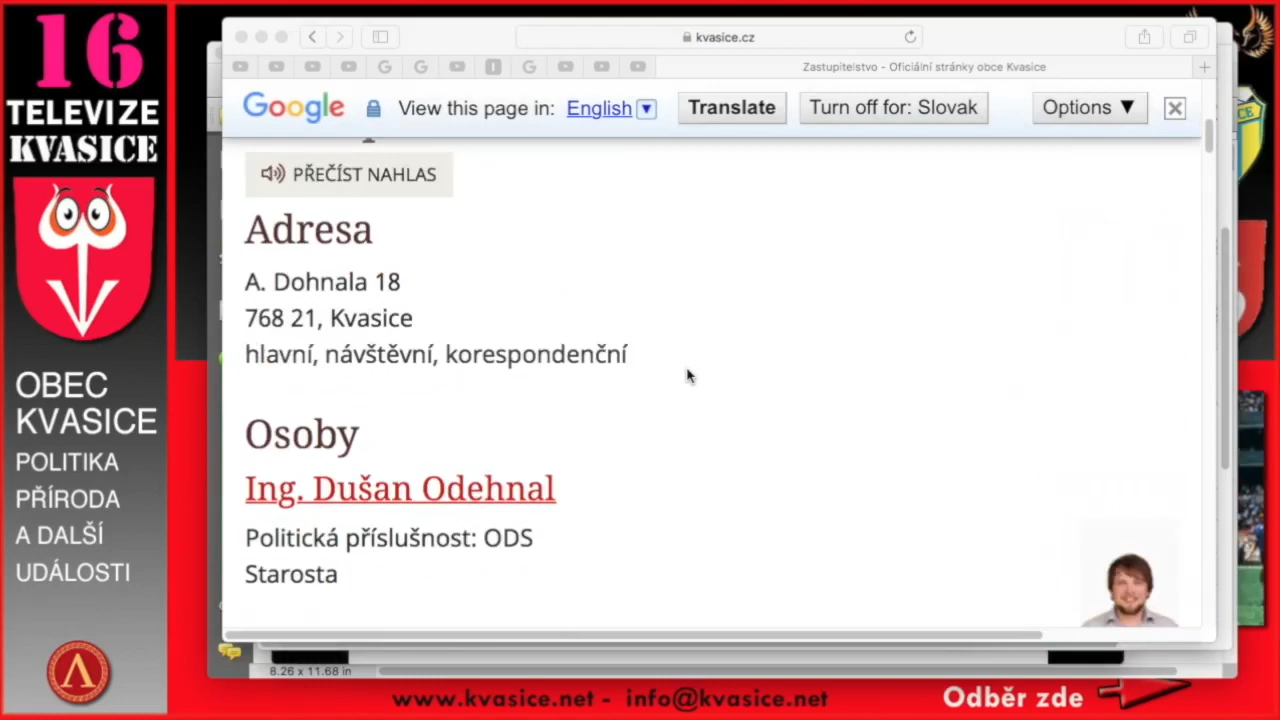 16
TELEVIZE
KVASICE
OBEC
KVASICE
POLITIKA
PŘÍRODA
A DALŠÍ
UDÁLOSTI
kvasice.cz
Zastupitelstvo - Oficiální stránky obce Kvasice
Google
View this page in: English
Translate
Turn off for: Slovak
Options ▼
PŘEČÍST NAHLAS
Adresa
A. Dohnala 18
768 21, Kvasice
hlavní, návštěvní, korespondenční
Osoby
Ing. Dušan Odehnal
Politická příslušnost: ODS
Starosta
8.26 x 11.68 in
www.kvasice.net - info@kvasice.net
Odběr zde